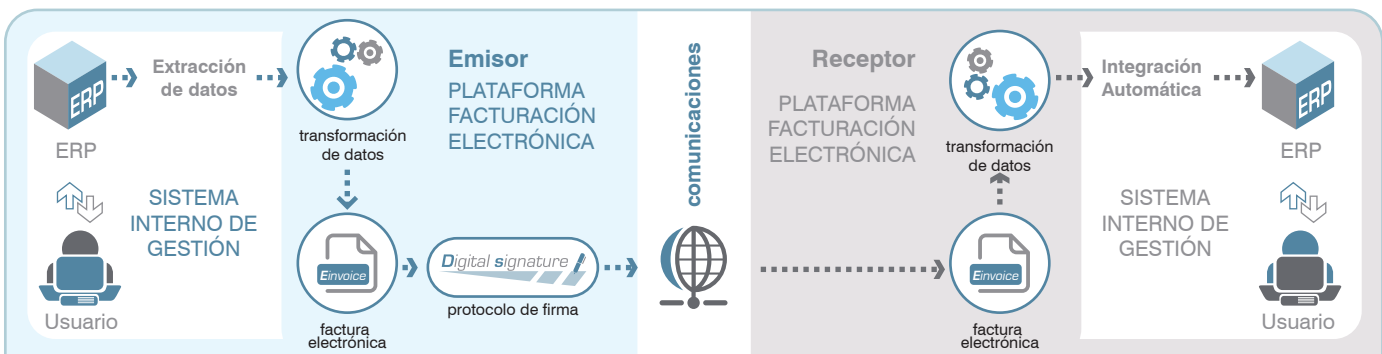 ERP
ERP
Extracción
de datos
transformación
de datos
SISTEMA
INTERNO DE
GESTIÓN
Usuario
Emisor
PLATAFORMA
FACTURACIÓN
ELECTRÓNICA
Einvoice
factura
electrónica
Digital signature
protocolo de firma
comunicaciones
Receptor
PLATAFORMA
FACTURACIÓN
ELECTRÓNICA
transformación
de datos
Einvoice
factura
electrónica
Integración
Automática
ERP
ERP
SISTEMA
INTERNO DE
GESTIÓN
Usuario